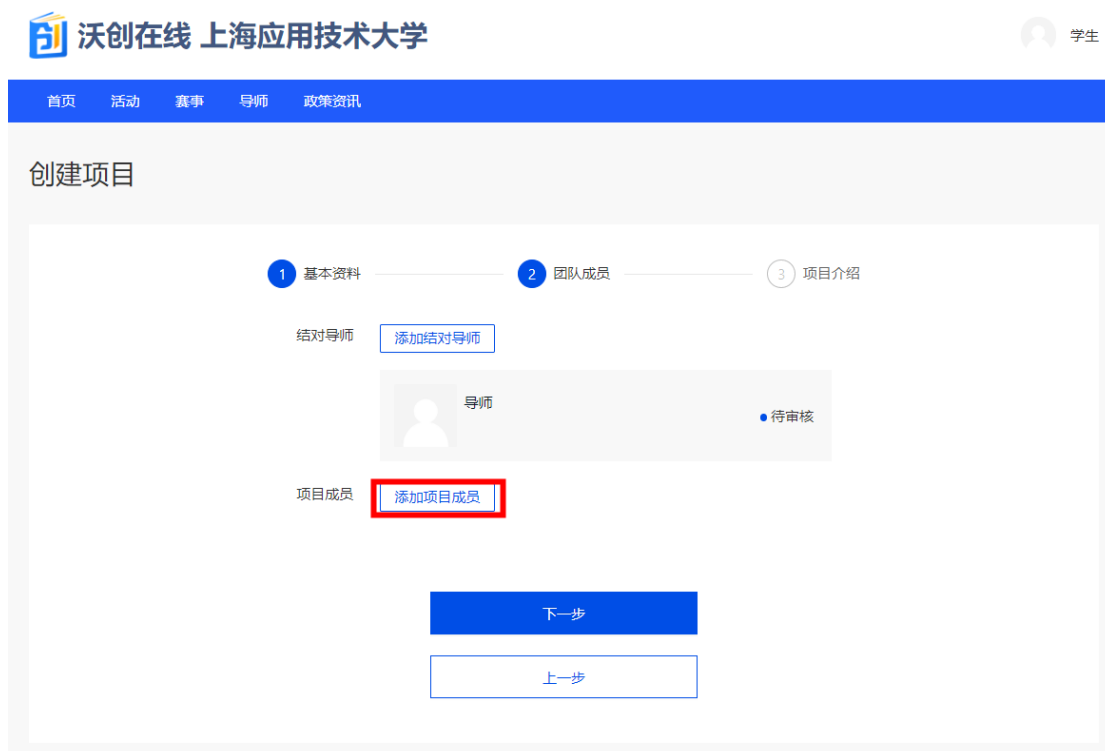 沃创在线 上海应用技术大学
学生
首页 活动 赛事 导师 政策资讯
创建项目
1 基本资料 2 团队成员 3 项目介绍
结对导师 添加结对导师
导师
待审核
项目成员 添加项目成员
下一步
上一步